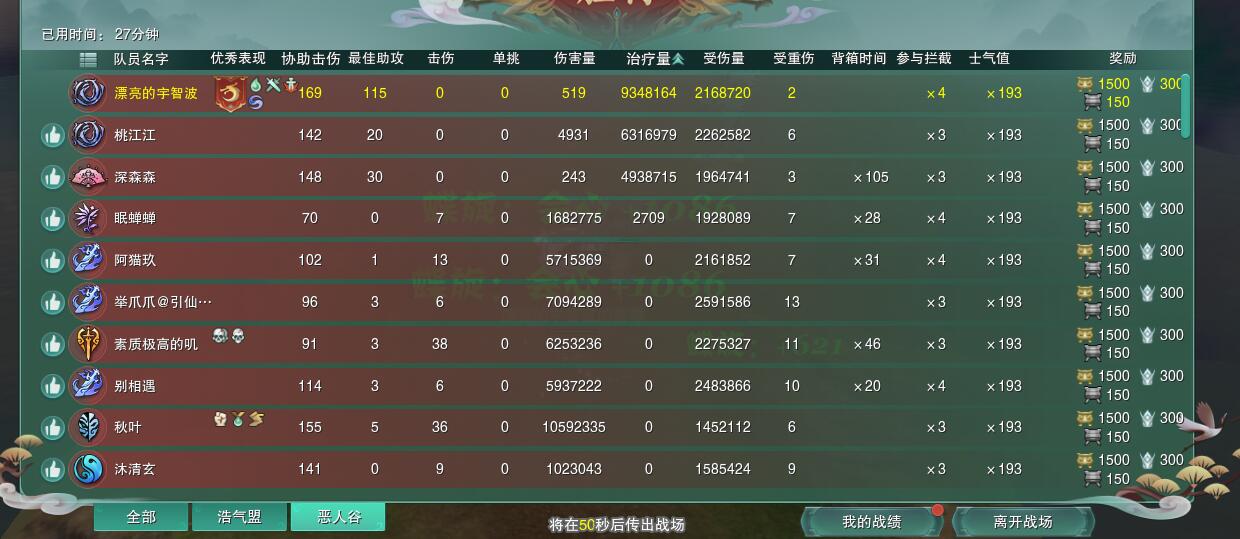 已用时间： 27分钟
队员名字 优秀表现 协助击伤 最佳助攻 击伤 单挑 伤害量 治疗量 受伤量 受重伤 背箱时间 参与拦截 士气值 奖励
漂亮的宇智波 169 115 0 0 519 9348164 2168720 2 ×4 ×193 1500 300
150
桃江江 142 20 0 0 4931 6316979 2262582 6 ×3 ×193 1500 300
150
深森森 148 30 0 0 243 4938715 1964741 3 ×105 ×3 ×193 1500 300
150
眠蝉蝉 70 0 7 0 1682775 2709 1928089 7 ×28 ×4 ×193 1500 300
150
阿猫玖 102 1 13 0 5715369 0 2161852 7 ×31 ×4 ×193 1500 300
150
举爪爪@引仙··· 96 3 6 0 7094289 0 2591586 13 ×3 ×193 1500 300
150
素质极高的叽 91 3 38 0 6253236 0 2275327 11 ×46 ×3 ×193 1500 300
150
别相遇 114 3 6 0 5937222 0 2483866 10 ×20 ×4 ×193 1500 300
150
秋叶 155 5 36 0 10592335 0 1452112 6 ×3 ×193 1500 300
150
沐清玄 141 0 9 0 1023043 0 1585424 9 ×3 ×193 1500 300
150
全部 浩气盟 恶人谷 将在50秒后传出战场 我的战绩 离开战场